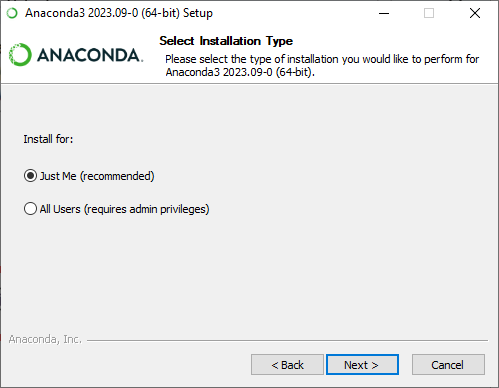 Anaconda3 2023.09-0 (64-bit) Setup
ANACONDA.
Select Installation Type
Please select the type of installation you would like to perform for
Anaconda3 2023.09-0 (64-bit).
Install for:
Just Me (recommended)
All Users (requires admin privileges)
Anaconda, Inc.
< Back
Next >
Cancel